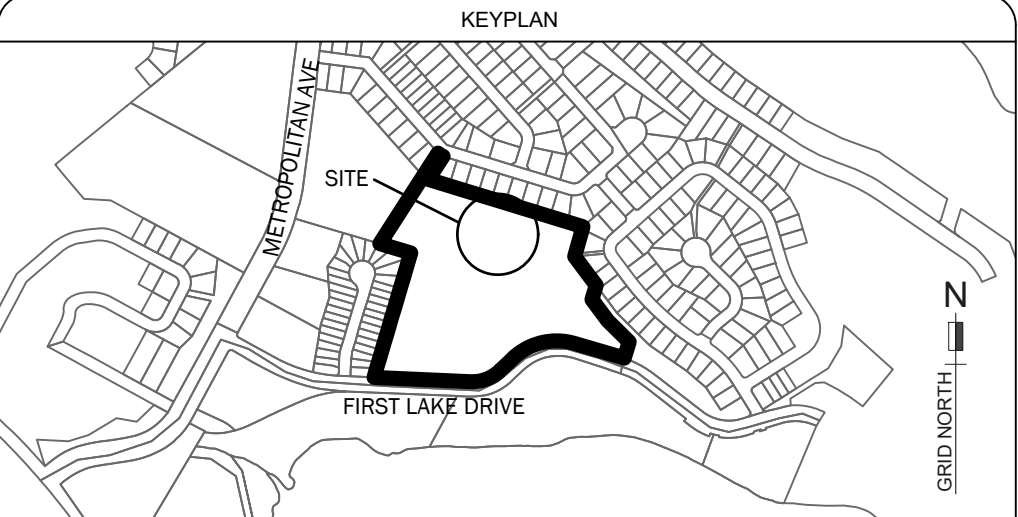 KEYPLAN
METROPOLITAN AVE
SITE
N
GRID NORTH
FIRST LAKE DRIVE